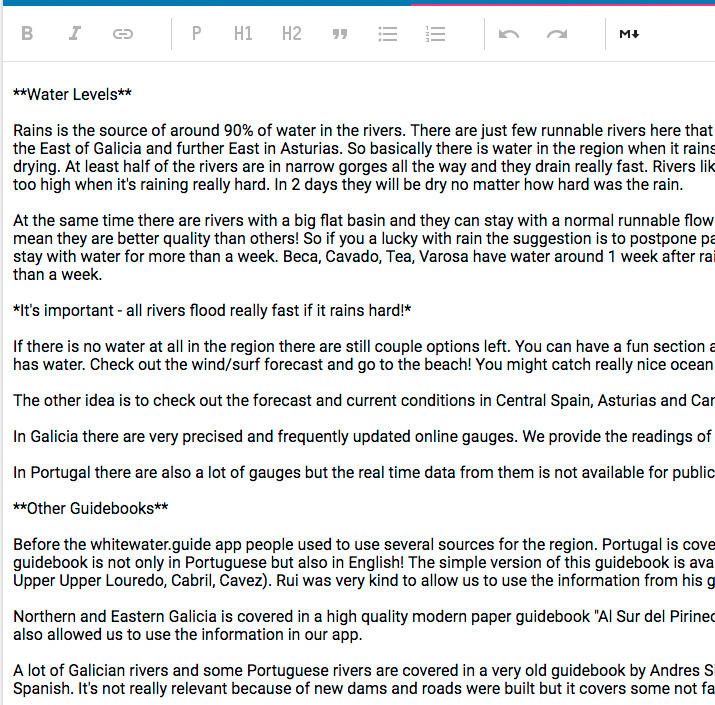 B I P H1 H2 M↓
**Water Levels**
Rains is the source of around 90% of water in the rivers. There are just few runnable rivers here that
the East of Galicia and further East in Asturias. So basically there is water in the region when it rains
drying. At least half of the rivers are in narrow gorges all the way and they drain really fast. Rivers lik
too high when it's raining really hard. In 2 days they will be dry no matter how hard was the rain.
At the same time there are rivers with a big flat basin and they can stay with a normal runnable flow
mean they are better quality than others! So if you a lucky with rain the suggestion is to postpone pa
stay with water for more than a week. Beca, Cavado, Tea, Varosa have water around 1 week after rai
than a week.
*It's important - all rivers flood really fast if it rains hard!*
If there is no water at all in the region there are still couple options left. You can have a fun section a
has water. Check out the wind/surf forecast and go to the beach! You might catch really nice ocean
The other idea is to check out the forecast and current conditions in Central Spain, Asturias and Can
In Galicia there are very precised and frequently updated online gauges. We provide the readings of
In Portugal there are also a lot of gauges but the real time data from them is not available for public
**Other Guidebooks**
Before the whitewater.guide app people used to use several sources for the region. Portugal is cove
guidebook is not only in Portuguese but also in English! The simple version of this guidebook is ava
Upper Upper Louredo, Cabril, Cavez). Rui was very kind to allow us to use the information from his g
Northern and Eastern Galicia is covered in a high quality modern paper guidebook "Al Sur del Pirineo
also allowed us to use the information in our app.
A lot of Galician rivers and some Portuguese rivers are covered in a very old guidebook by Andres Si
Spanish. It's not really relevant because of new dams and roads were built but it covers some not fa